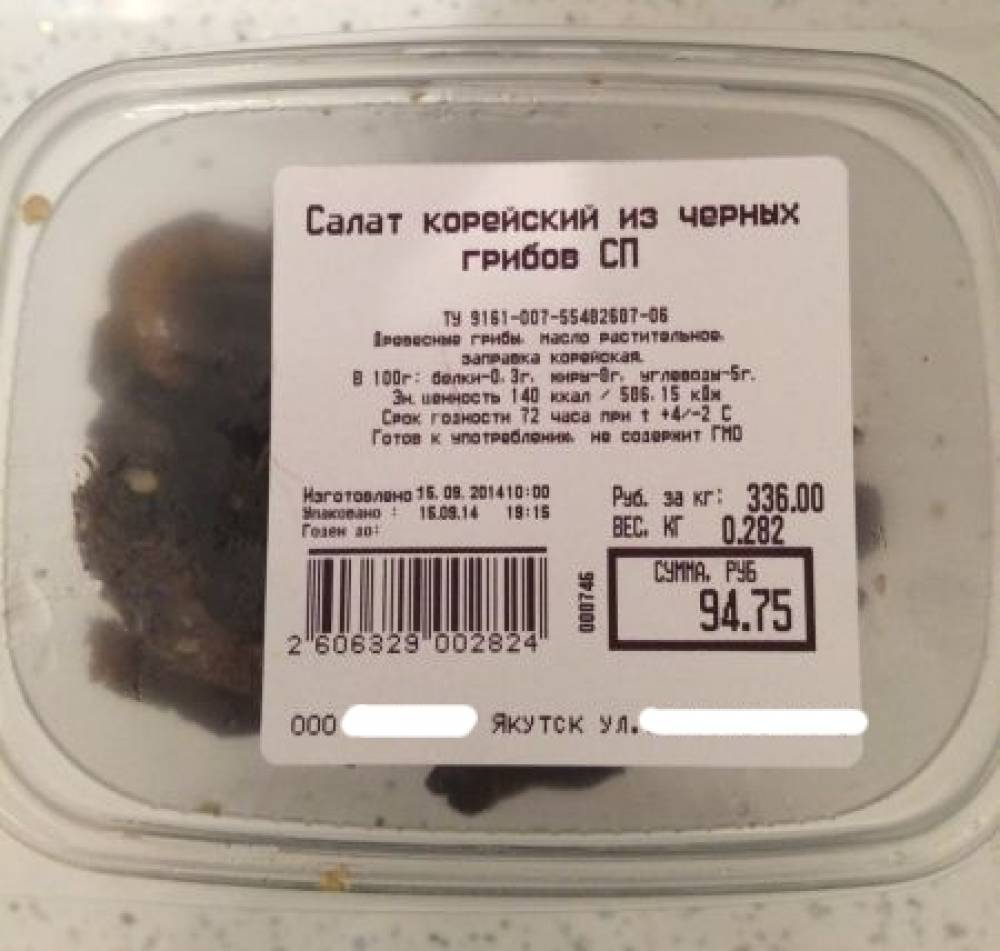 Салат корейский из черных
грибов СП
ТУ 9161-007-55482687-06
Древесные грибы, масло растительное,
заправка корейская.
В 100г: белки-0.3г, жиры-8г, углеводы-5г.
Эн. ценность 140 ккал / 586.15 кДж
Срок годности 72 часа при t +4/-2 С
Готов к употреблению, не содержит ГМО
Изготовлено 15.09.2014 10:00
Упаковано : 15.09.14 19:15
Годен до:
Руб. за кг: 336.00
ВЕС, КГ 0.282
СУММА, РУБ
94.75
000746
2 606329 002824
ООО ЯКУТСК УЛ.